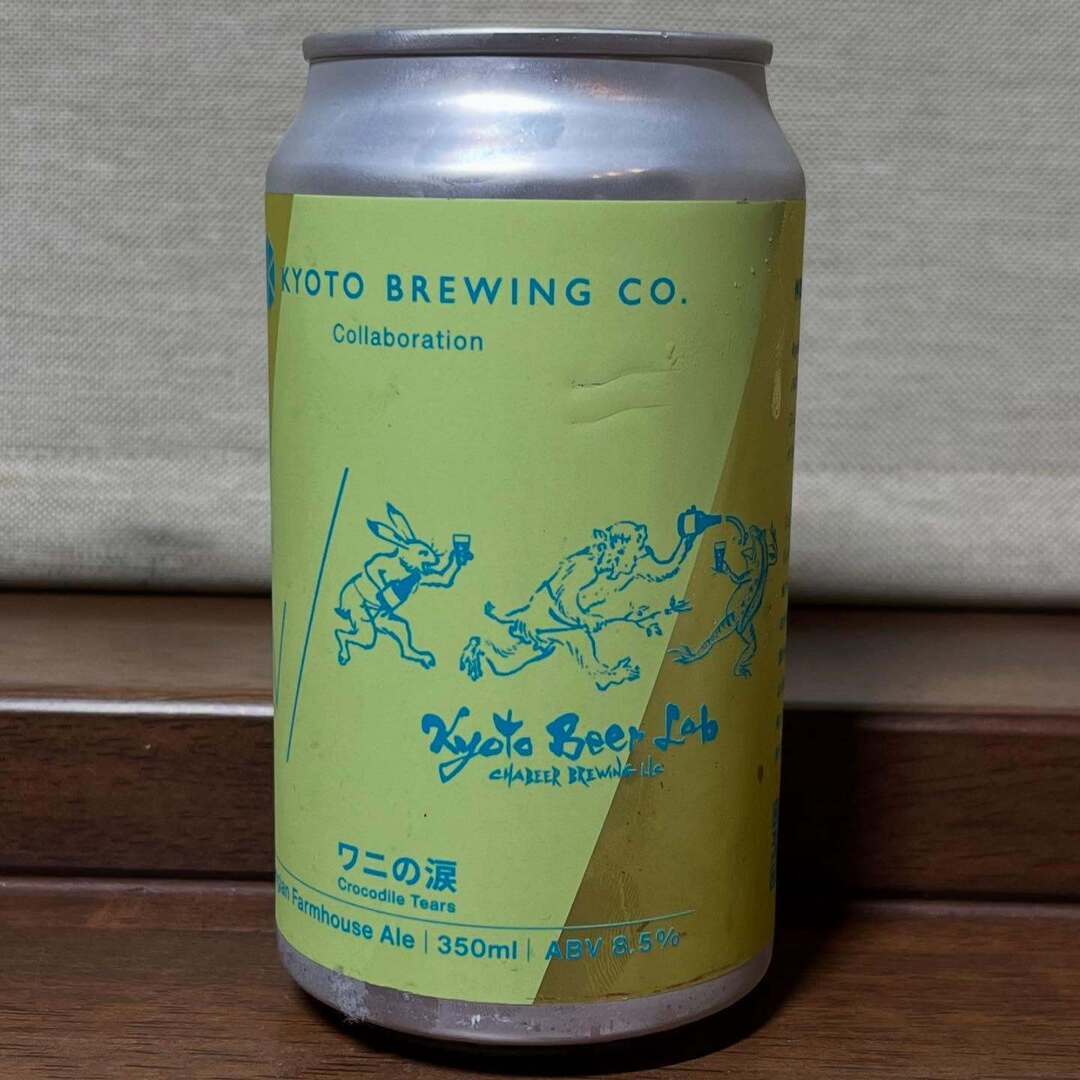 KYOTO BREWING CO.
Collaboration
Kyoto Beer Lab
CHABEER BREWING LLC
ワニの涙
Crocodile Tears
Farmhouse Ale | 350ml | ABV 8.5%